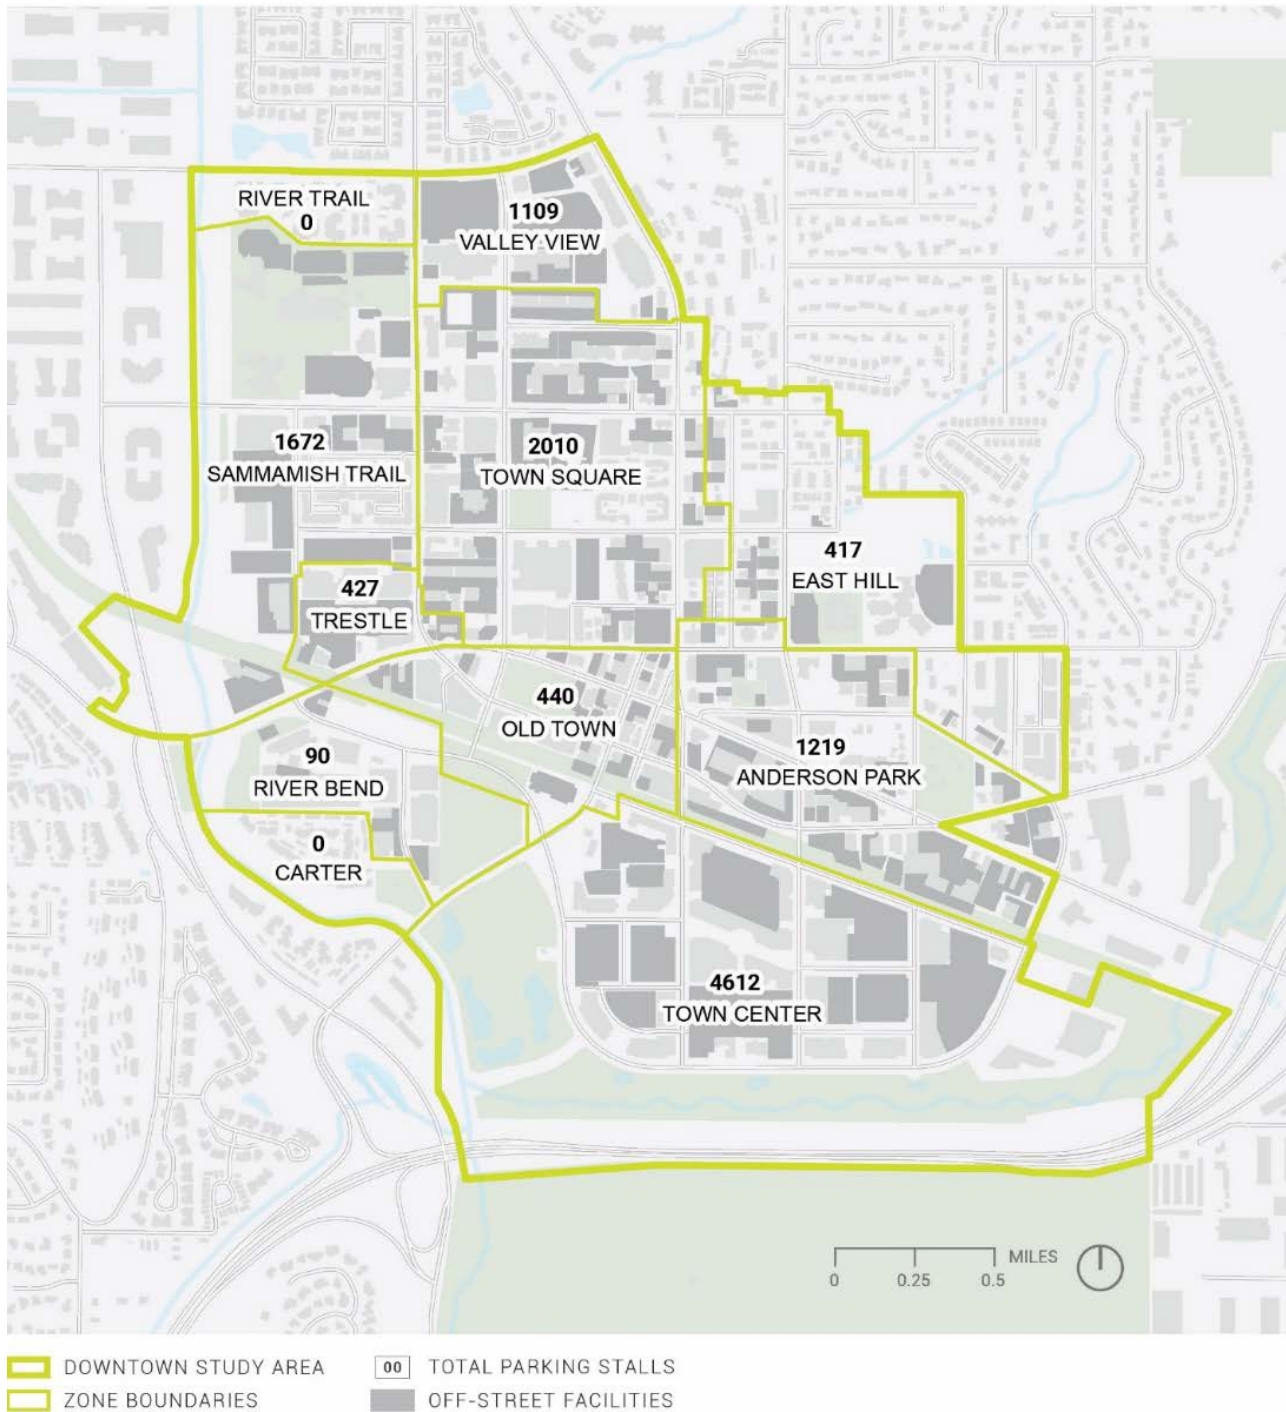 RIVER TRAIL
0
1109
VALLEY VIEW
1672
SAMMAMISH TRAIL
2010
TOWN SQUARE
417
EAST HILL
427
TRESTLE
440
OLD TOWN
90
RIVER BEND
1219
ANDERSON PARK
0
CARTER
4612
TOWN CENTER
MILES
0 0.25 0.5
DOWNTOWN STUDY AREA
00 TOTAL PARKING STALLS
ZONE BOUNDARIES
OFF-STREET FACILITIES